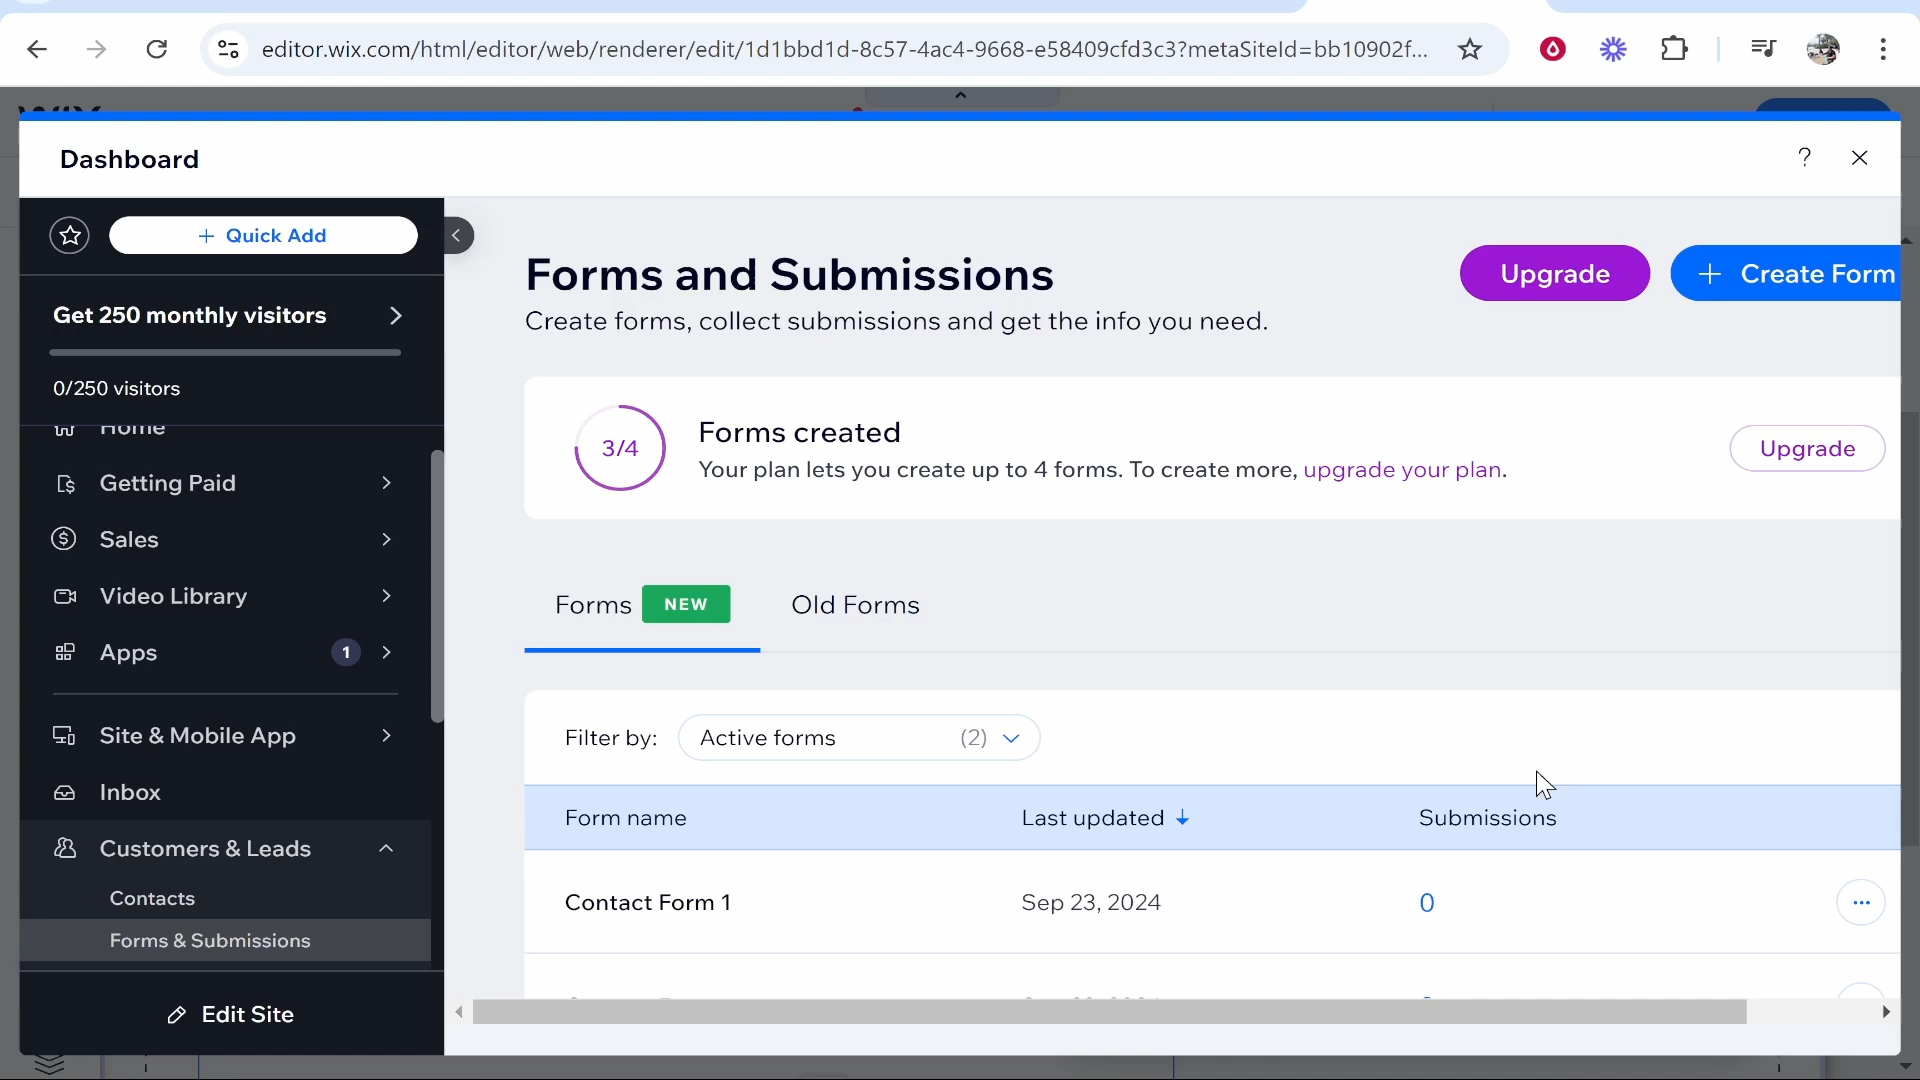 editor.wix.com/html/editor/web/renderer/edit/1d1bbd1d-8c57-4ac4-9668-e58409cfd3c3?metaSiteId=bb10902f...
Dashboard
?
+ Quick Add
Get 250 monthly visitors
0/250 visitors
Home
Getting Paid
Sales
Video Library
Apps 1
Site & Mobile App
Inbox
Customers & Leads
Contacts
Forms & Submissions
Edit Site
Forms and Submissions
Create forms, collect submissions and get the info you need.
Upgrade
+ Create Form
3/4
Forms created
Your plan lets you create up to 4 forms. To create more, upgrade your plan.
Upgrade
Forms NEW
Old Forms
Filter by: Active forms (2)
Form name Last updated Submissions
Contact Form 1 Sep 23, 2024 0